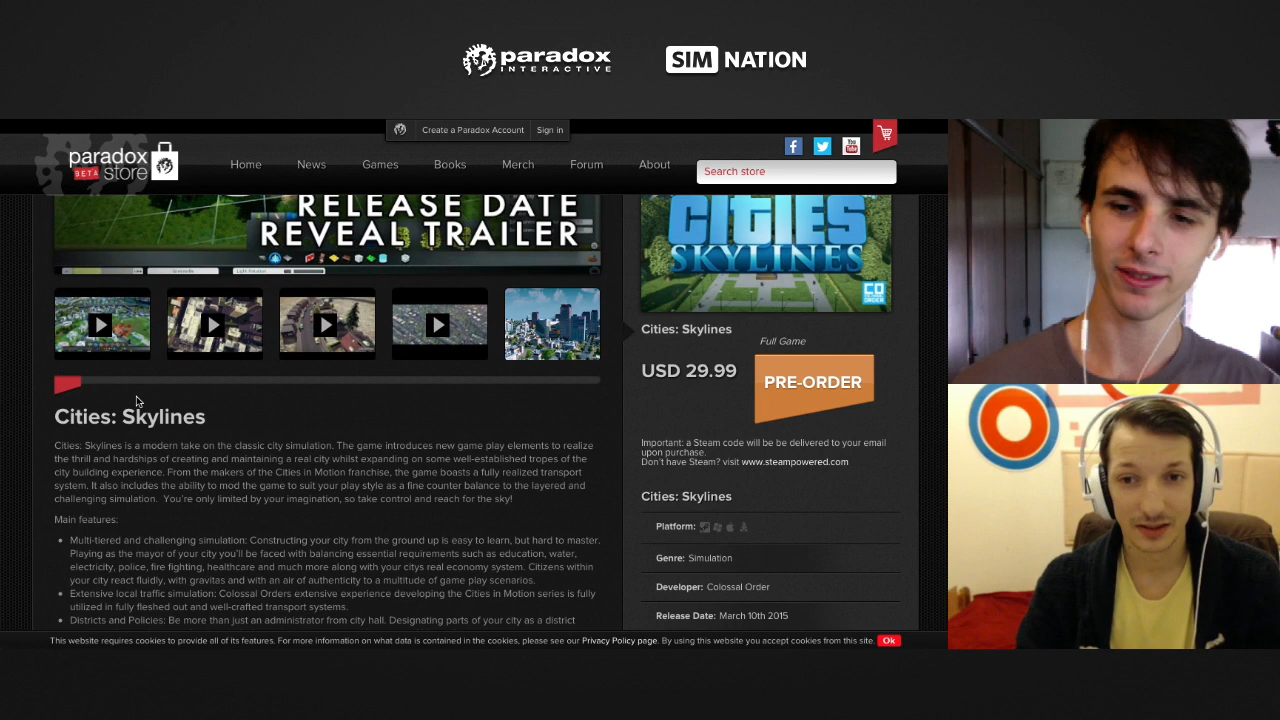 paradox
INTERACTIVE
SIM NATION
Create a Paradox Account
Sign in
paradox
BETA store
Home
News
Games
Books
Merch
Forum
About
You
Tube
Search store
RELEASE DATE
REVEAL TRAILER
CITIES
SKYLINES
CO
ORDER
Cities: Skylines
Full Game
USD 29.99
PRE-ORDER
Important: a Steam code will be be delivered to your email
upon purchase.
Don't have Steam? visit www.steampowered.com
Cities: Skylines
Platform:
Genre: Simulation
Developer: Colossal Order
Release Date: March 10th 2015
Cities: Skylines
Cities: Skylines is a modern take on the classic city simulation. The game introduces new game play elements to realize
the thrill and hardships of creating and maintaining a real city whilst expanding on some well-established tropes of the
city building experience. From the makers of the Cities in Motion franchise, the game boasts a fully realized transport
system. It also includes the ability to mod the game to suit your play style as a fine counter balance to the layered and
challenging simulation. You're only limited by your imagination, so take control and reach for the sky!
Main features:
• Multi-tiered and challenging simulation: Constructing your city from the ground up is easy to learn, but hard to master.
Playing as the mayor of your city you'll be faced with balancing essential requirements such as education, water,
electricity, police, fire fighting, healthcare and much more along with your citys real economy system. Citizens within
your city react fluidly, with gravitas and with an air of authenticity to a multitude of game play scenarios.
• Extensive local traffic simulation: Colossal Orders extensive experience developing the Cities in Motion series is fully
utilized in fully fleshed out and well-crafted transport systems.
• Districts and Policies: Be more than just an administrator from city hall. Designating parts of your city as a district
This website requires cookies to provide all of its features. For more information on what data is contained in the cookies, please see our Privacy Policy page. By using this website you accept cookies from this site. Ok